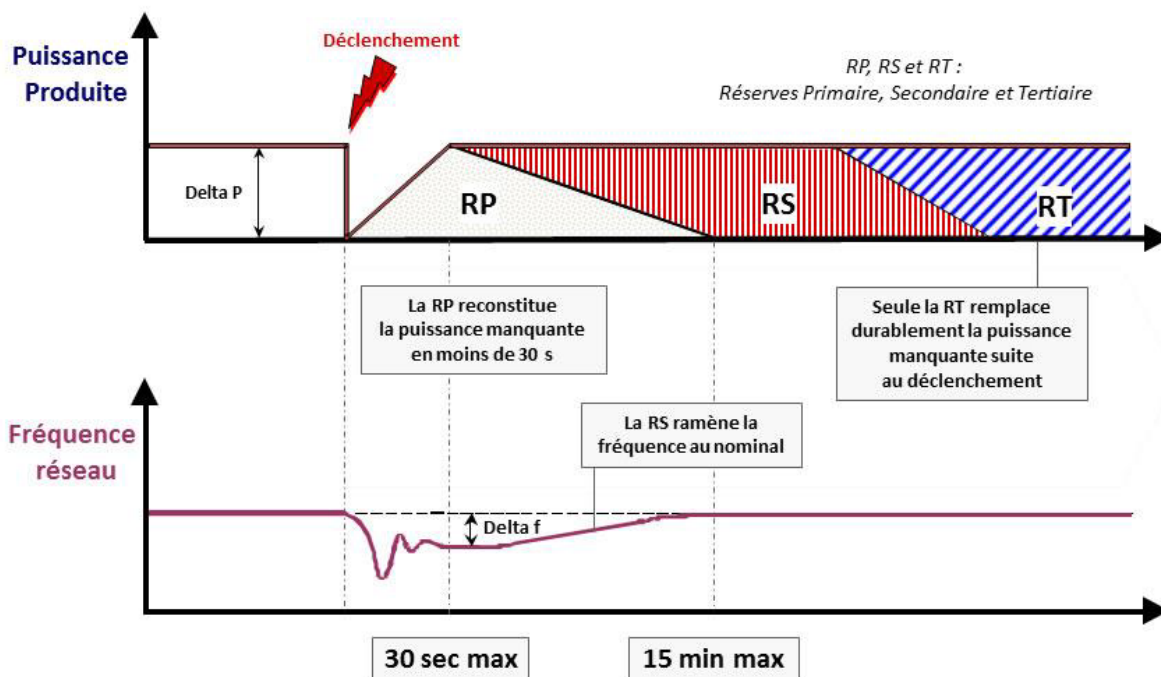 Déclenchement
Puissance
Produite
RP, RS et RT :
Réserves Primaire, Secondaire et Tertiaire
Delta P
RP
RS
RT
La RP reconstitue
la puissance manquante
en moins de 30 s
Seule la RT remplace
durablement la puissance
manquante suite
au déclenchement
Fréquence
réseau
La RS ramène la
fréquence au nominal
Delta f
30 sec max
15 min max